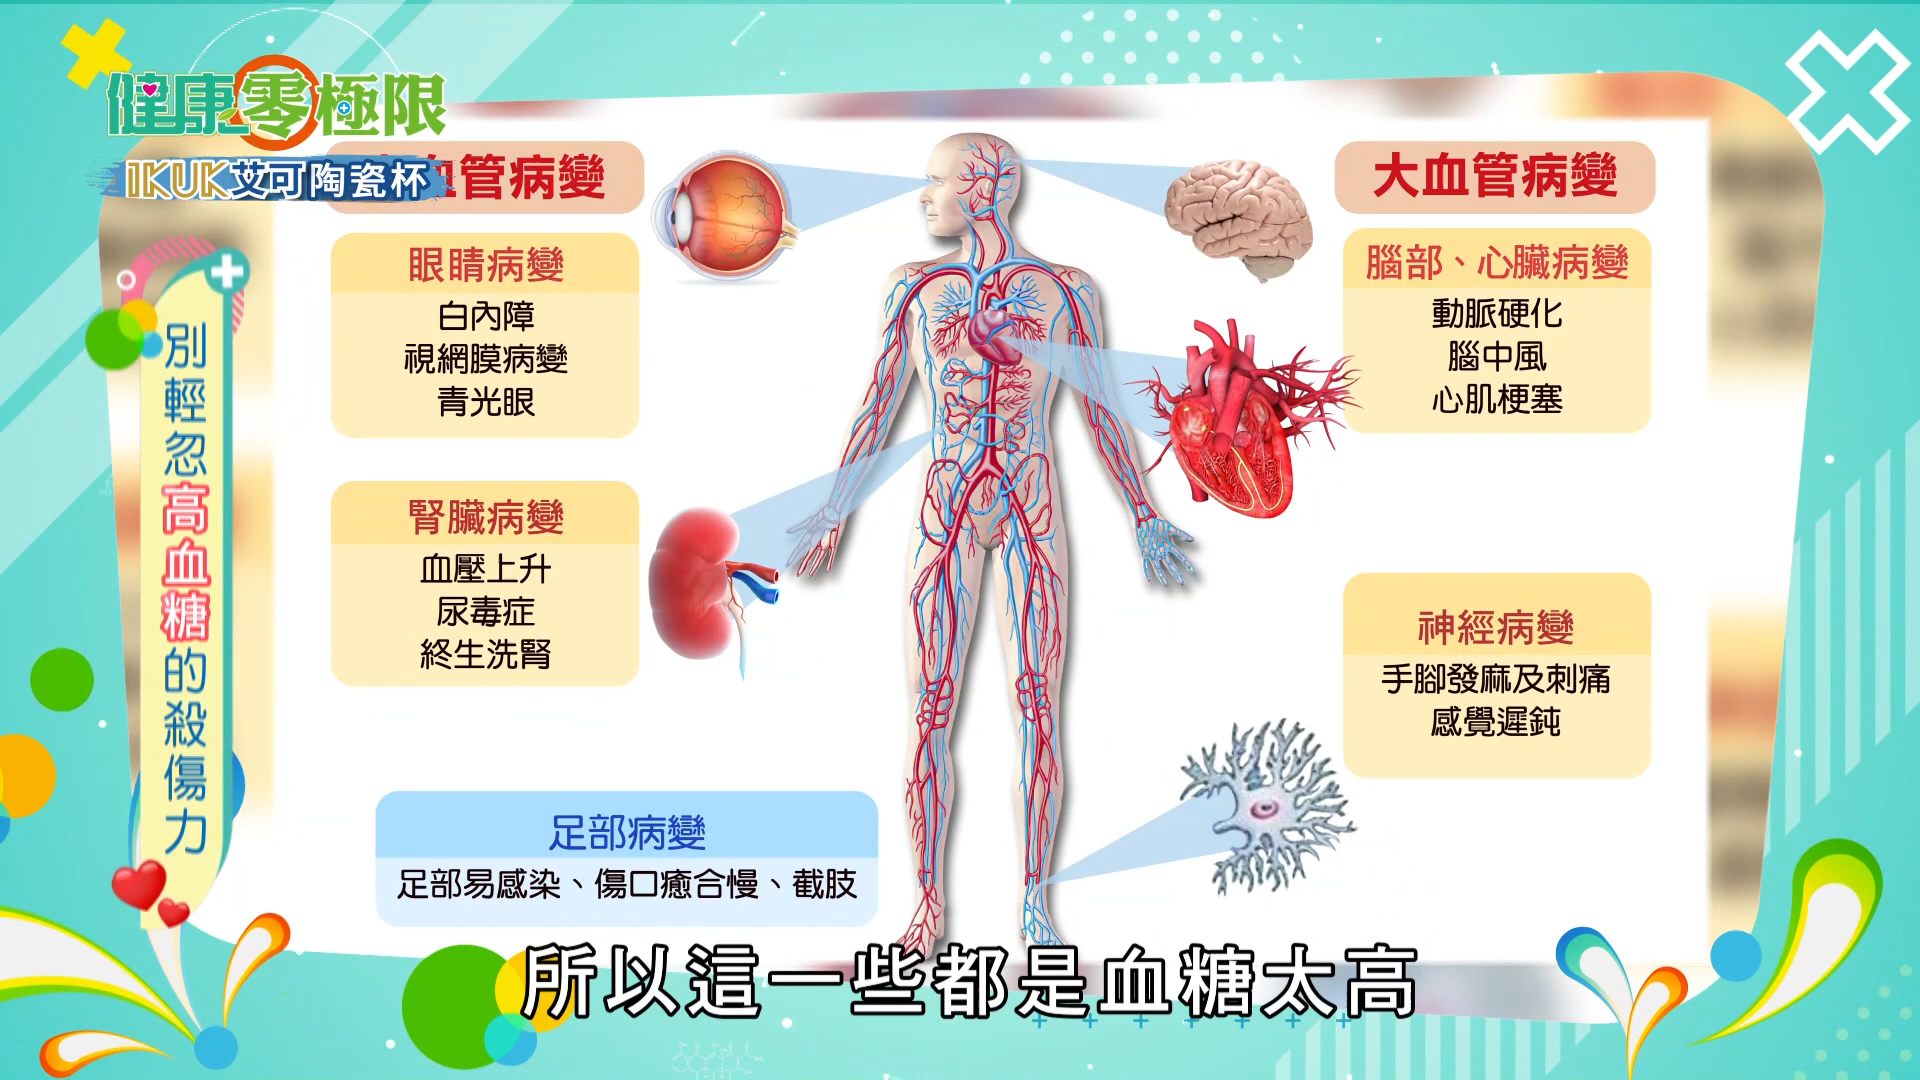 健康零極限
IKUK艾可陶瓷杯
血管病變
眼睛病變
白內障
視網膜病變
青光眼
腎臟病變
血壓上升
尿毒症
終生洗腎
足部病變
足部易感染、傷口癒合慢、截肢
大血管病變
腦部、心臟病變
動脈硬化
腦中風
心肌梗塞
神經病變
手腳發麻及刺痛
感覺遲鈍
別輕忽高血糖的殺傷力
所以這一些都是血糖太高